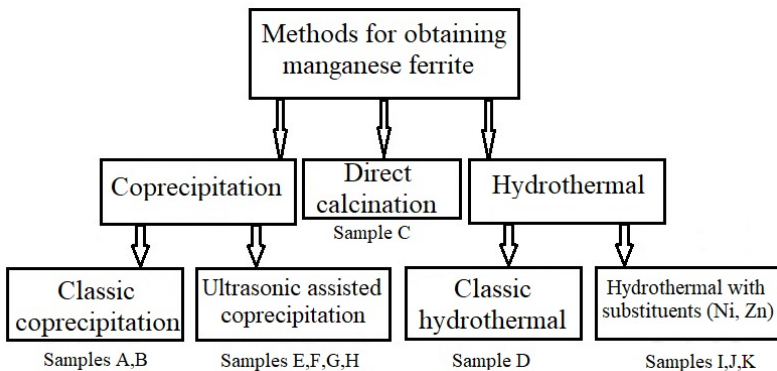 Methods for obtaining
manganese ferrite
Coprecipitation
Direct
calcination
Hydrothermal
Sample C
Classic
coprecipitation
Ultrasonic assisted
coprecipitation
Classic
hydrothermal
Hydrothermal with
substituents (Ni, Zn)
Samples A,B
Samples E,F,G,H
Sample D
Samples I,J,K